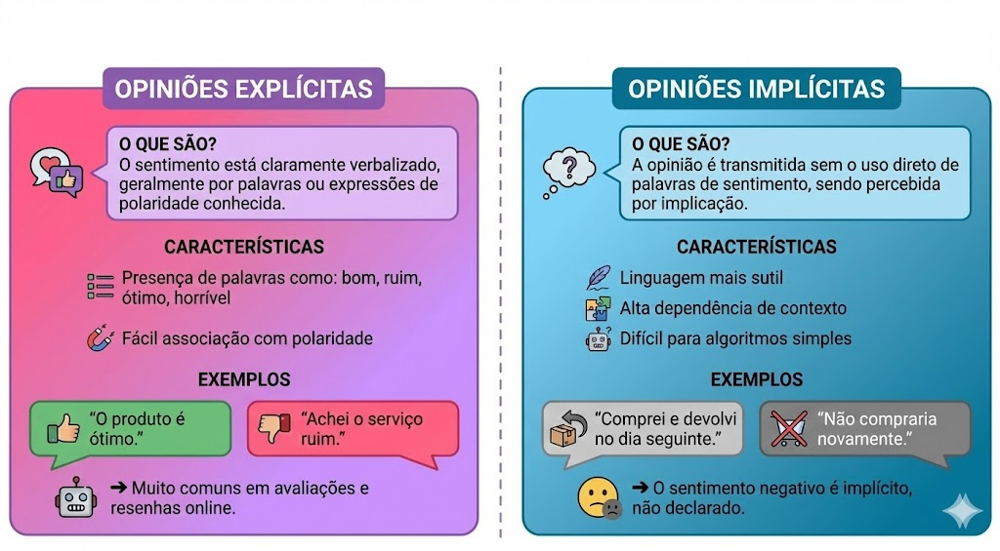 OPINIÕES EXPLÍCITAS
O QUE SÃO?
O sentimento está claramente verbalizado,
geralmente por palavras ou expressões de
polaridade conhecida.
CARACTERÍSTICAS
Presença de palavras como: bom, ruim,
ótimo, horrível
Fácil associação com polaridade
EXEMPLOS
“O produto é
ótimo.”
“Achei o serviço
ruim.”
➔ Muito comuns em avaliações e
resenhas online.
OPINIÕES IMPLÍCITAS
O QUE SÃO?
A opinião é transmitida sem o uso direto de
palavras de sentimento, sendo percebida
por implicação.
CARACTERÍSTICAS
Linguagem mais sutil
Alta dependência de contexto
Difícil para algoritmos simples
EXEMPLOS
“Comprei e devolvi
no dia seguinte.”
“Não compraria
novamente.”
➔ O sentimento negativo é implícito,
não declarado.